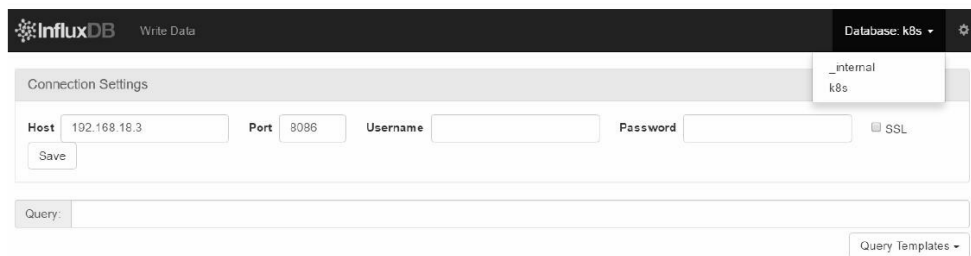 InfluxDB Write Data Database: k8s
_internal
k8s
Connection Settings
Host 192.168.18.3 Port 8086 Username Password SSL
Save
Query:
Query Templates